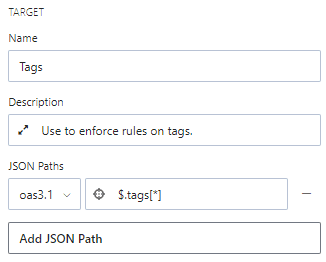 TARGET
Name
Tags
Description
Use to enforce rules on tags.
JSON Paths
oas3.1 $.tags[*]
Add JSON Path